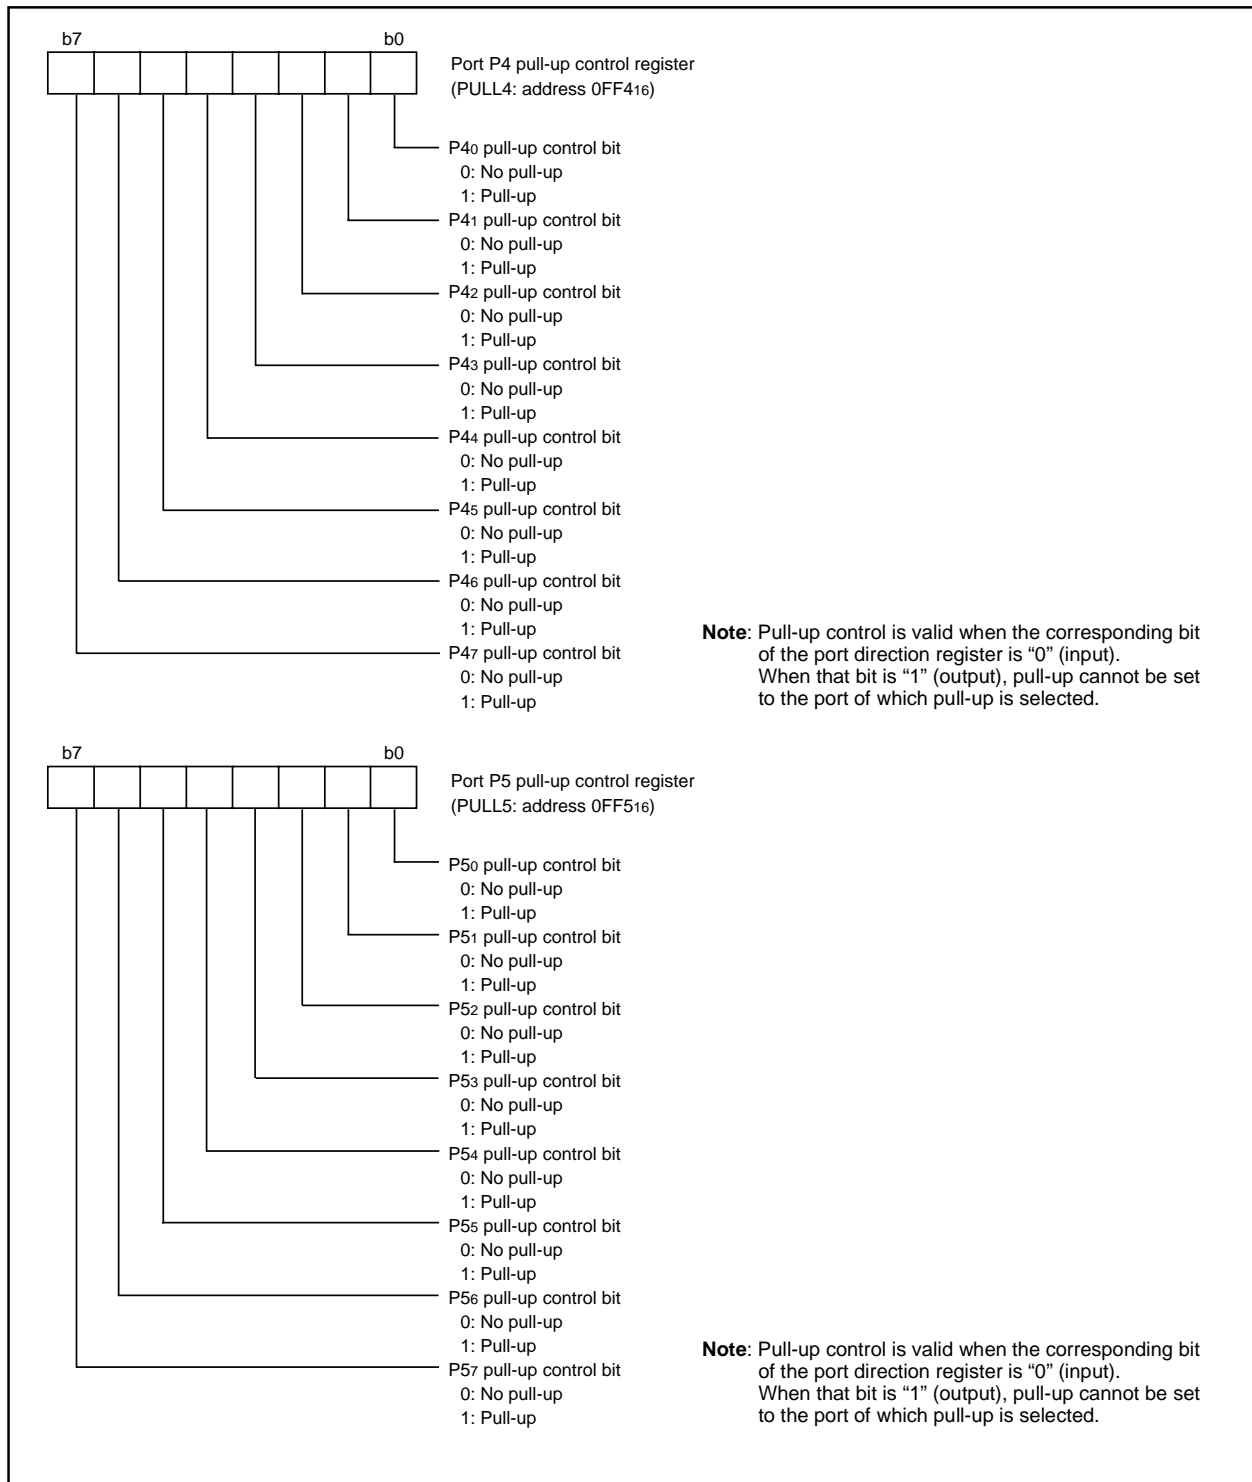 b7 b0
Port P4 pull-up control register
(PULL4: address 0FF416)
P40 pull-up control bit
0: No pull-up
1: Pull-up
P41 pull-up control bit
0: No pull-up
1: Pull-up
P42 pull-up control bit
0: No pull-up
1: Pull-up
P43 pull-up control bit
0: No pull-up
1: Pull-up
P44 pull-up control bit
0: No pull-up
1: Pull-up
P45 pull-up control bit
0: No pull-up
1: Pull-up
P46 pull-up control bit
0: No pull-up
1: Pull-up
P47 pull-up control bit
0: No pull-up
1: Pull-up
Note: Pull-up control is valid when the corresponding bit
of the port direction register is “0” (input).
When that bit is “1” (output), pull-up cannot be set
to the port of which pull-up is selected.
b7 b0
Port P5 pull-up control register
(PULL5: address 0FF516)
P50 pull-up control bit
0: No pull-up
1: Pull-up
P51 pull-up control bit
0: No pull-up
1: Pull-up
P52 pull-up control bit
0: No pull-up
1: Pull-up
P53 pull-up control bit
0: No pull-up
1: Pull-up
P54 pull-up control bit
0: No pull-up
1: Pull-up
P55 pull-up control bit
0: No pull-up
1: Pull-up
P56 pull-up control bit
0: No pull-up
1: Pull-up
P57 pull-up control bit
0: No pull-up
1: Pull-up
Note: Pull-up control is valid when the corresponding bit
of the port direction register is “0” (input).
When that bit is “1” (output), pull-up cannot be set
to the port of which pull-up is selected.